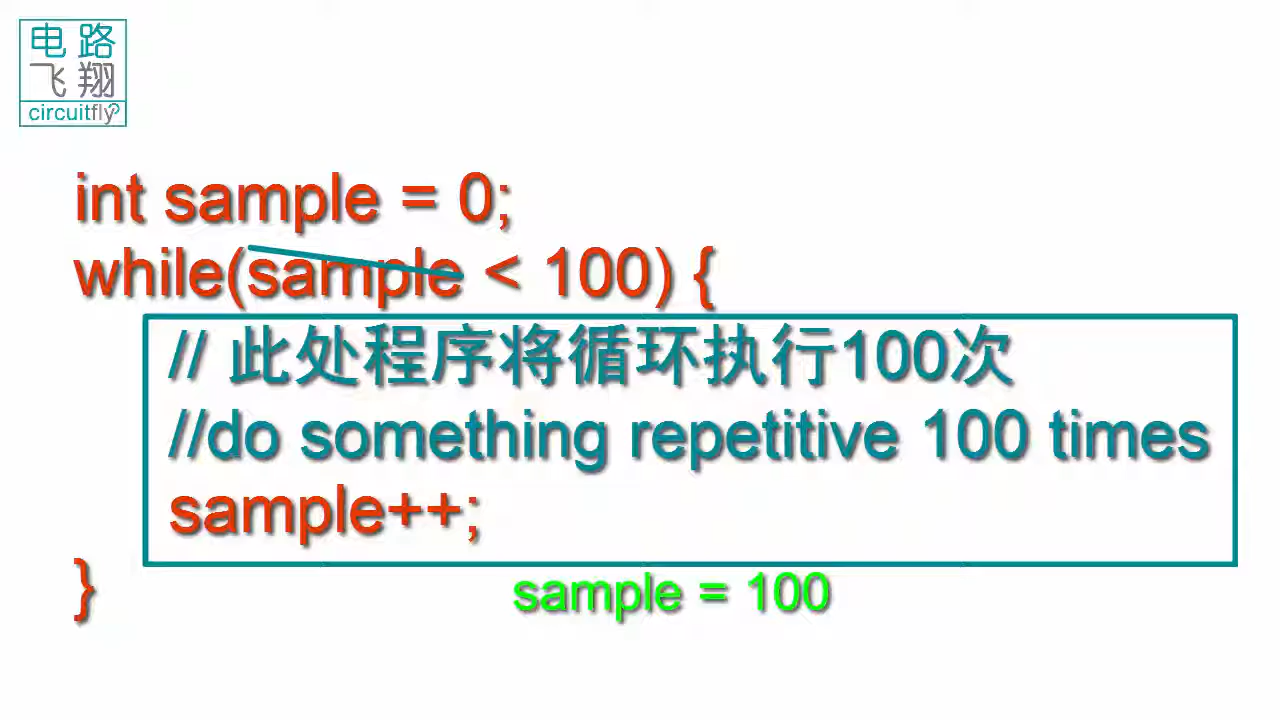 电路
飞翔
circuitfly
int sample = 0;
while(sample < 100) {
// 此处程序将循环执行100次
//do something repetitive 100 times
sample++;
}
sample = 100